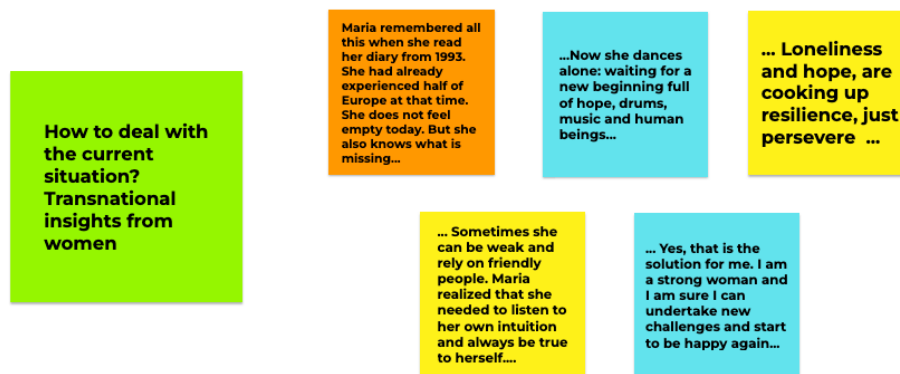 How to deal with
the current
situation?
Transnational
insights from
women
Maria remembered all
this when she read
her diary from 1993.
She had already
experienced half of
Europe at that time.
She does not feel
empty today. But she
also knows what is
missing...
...Now she dances
alone: waiting for a
new beginning full
of hope, drums,
music and human
beings...
... Loneliness
and hope, are
cooking up
resilience, just
persevere ...
... Sometimes she
can be weak and
rely on friendly
people. Maria
realized that she
needed to listen to
her own intuition
and always be true
to herself....
... Yes, that is the
solution for me. I am
a strong woman and
I am sure I can
undertake new
challenges and start
to be happy again...